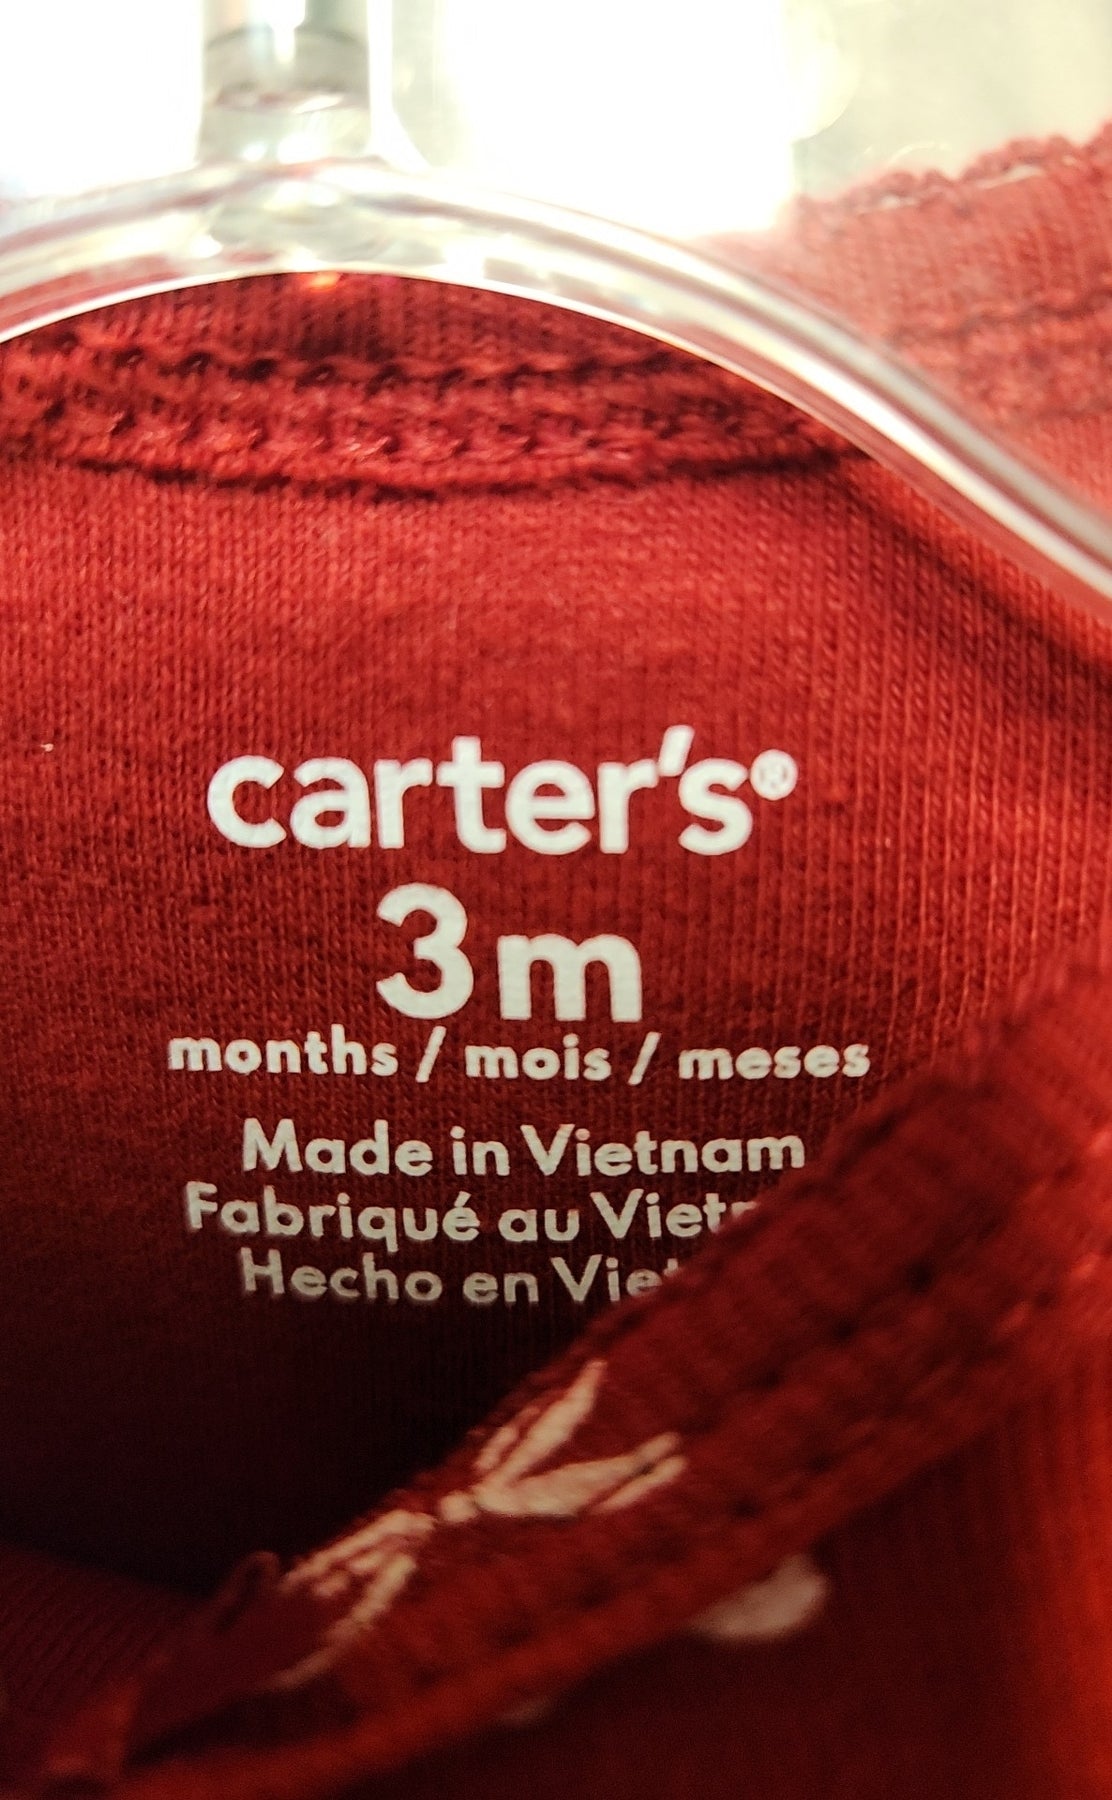 carter's®
3m
months / mois / meses
Made in Vietnam
Fabriqué au
Hecho en